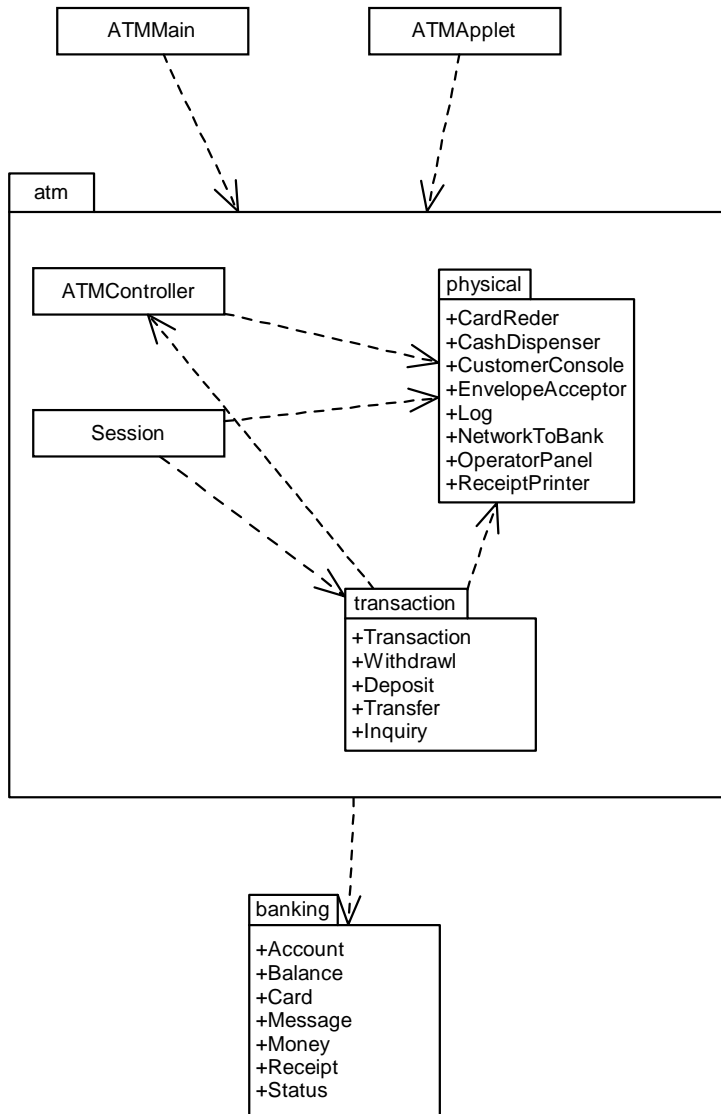 ATMMain
ATMApplet
atm
ATMController
physical
+CardReder
+CashDispenser
+CustomerConsole
+EnvelopeAcceptor
+Log
+NetworkToBank
+OperatorPanel
+ReceiptPrinter
Session
transaction
+Transaction
+Withdrawl
+Deposit
+Transfer
+Inquiry
banking
+Account
+Balance
+Card
+Message
+Money
+Receipt
+Status